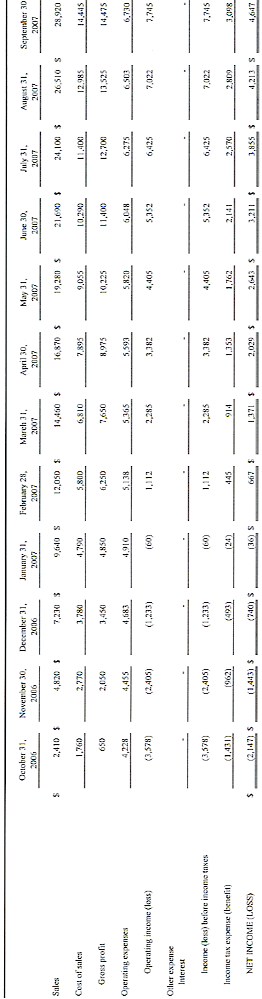 October 31, November 30, December 31, January 31, February 28, March 31, April 30, May 31, June 30, July 31, August 31, September 30
2006 2006 2006 2007 2007 2007 2007 2007 2007 2007 2007 2007
Sales $ 2,410 $ 4,820 $ 7,230 $ 9,640 $ 12,050 $ 14,460 $ 16,870 $ 19,280 $ 21,690 $ 24,100 $ 26,510 $ 28,920
Cost of sales 1,760 2,770 3,780 4,790 5,800 6,810 7,895 9,055 10,290 11,400 12,985 14,445
Gross profit 650 2,050 3,450 4,850 6,250 7,650 8,975 10,225 11,400 12,700 13,525 14,475
Operating expenses 4,228 4,455 4,683 4,910 5,138 5,365 5,593 5,820 6,048 6,275 6,503 6,730
Operating income (loss) (3,578) (2,405) (1,233) (60) 1,112 2,285 3,382 4,405 5,352 6,425 7,022 7,745
Other expense
Interest - - - - - - - - - - - -
Income (loss) before income taxes (3,578) (2,405) (1,233) (60) 1,112 2,285 3,382 4,405 5,352 6,425 7,022 7,745
Income tax expense (benefit) (1,431) (962) (493) (24) 445 914 1,353 1,762 2,141 2,570 2,809 3,098
NET INCOME (LOSS) $ (2,147) $ (1,443) $ (740) $ (36) $ 667 $ 1,371 $ 2,029 $ 2,643 $ 3,211 $ 3,855 $ 4,213 $ 4,647